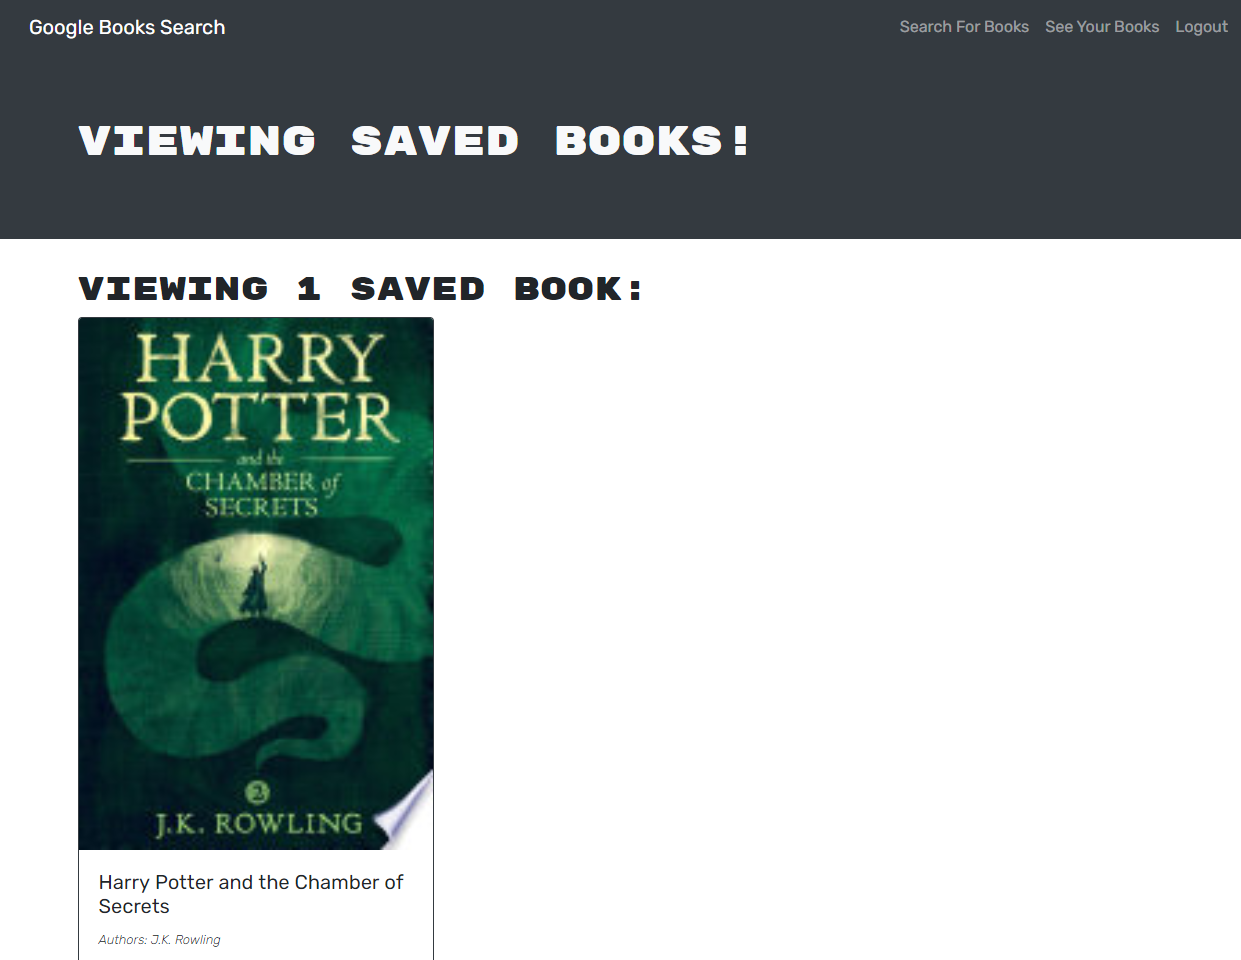 Google Books Search
Search For Books See Your Books Logout
VIEWING SAVED BOOKS!
VIEWING 1 SAVED BOOK:
HARRY
POTTER
and the
CHAMBER of
SECRETS
2
J.K. ROWLING
Harry Potter and the Chamber of
Secrets
Authors: J.K. Rowling